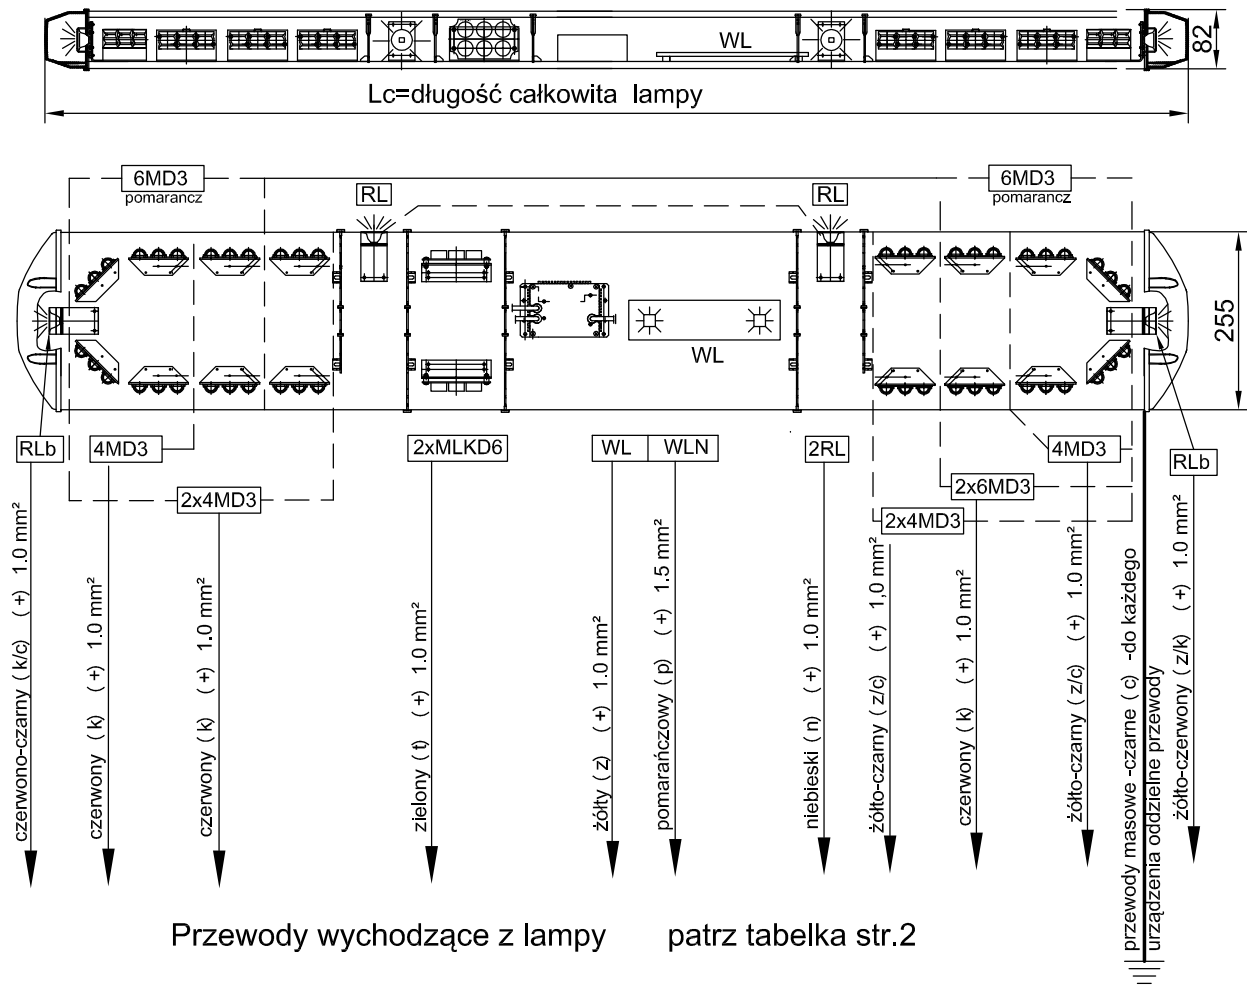 WL
82
Lc=długość całkowita lampy
6MD3
pomarancz
RL
RL
6MD3
pomarancz
WL
255
RLb
4MD3
2xMLKD6
WL WLN
2RL
4MD3
RLb
2x4MD3
2x6MD3
2x4MD3
czerwono-czarny ( k/c) ( +) 1.0 mm²
czerwony ( k) ( +) 1.0 mm²
czerwony ( k) ( +) 1.0 mm²
zielony ( t) ( +) 1.0 mm²
żółty ( z) ( +) 1.0 mm²
pomarańczowy ( p) ( +) 1.5 mm²
niebieski ( n) ( +) 1.0 mm²
żółto-czarny ( z/c) ( +) 1,0 mm²
czerwony ( k) ( +) 1.0 mm²
żółto-czarny ( z/c) ( +) 1.0 mm²
przewody masowe -czarne ( c) -do każdego
urządzenia oddzielne przewody
żółto-czerwony ( z/k) ( +) 1.0 mm²
Przewody wychodzące z lampy patrz tabelka str.2